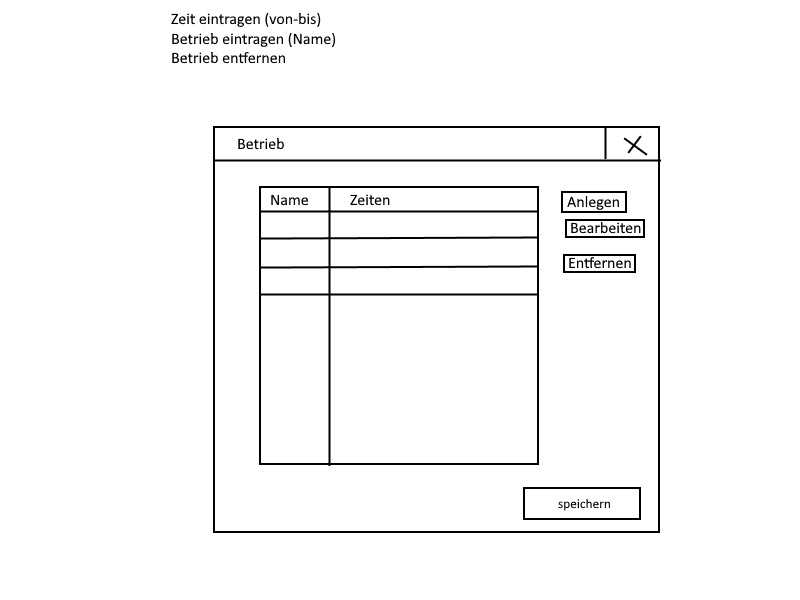 Zeit eintragen (von-bis)
Betrieb eintragen (Name)
Betrieb entfernen
Betrieb
Name Zeiten
Anlegen
Bearbeiten
Entfernen
speichern